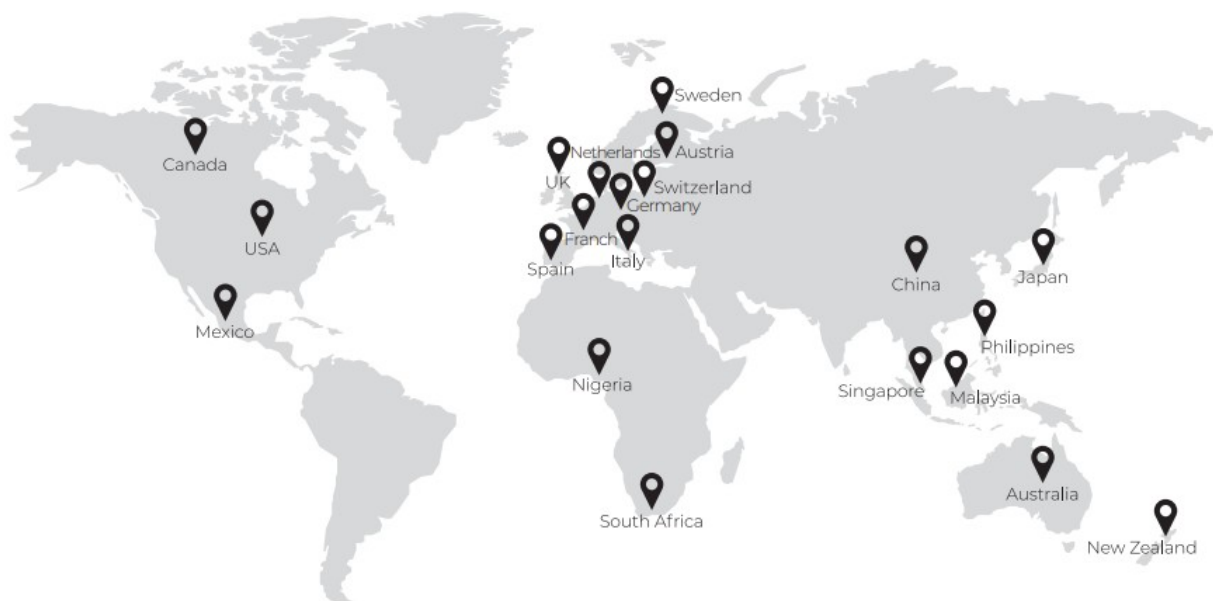 Sweden
Canada
Netherlands
Austria
UK
Switzerland
Germany
USA
Franch
Italy
Spain
China
Japan
Mexico
Philippines
Nigeria
Singapore
Malaysia
Australia
South Africa
New Zealand